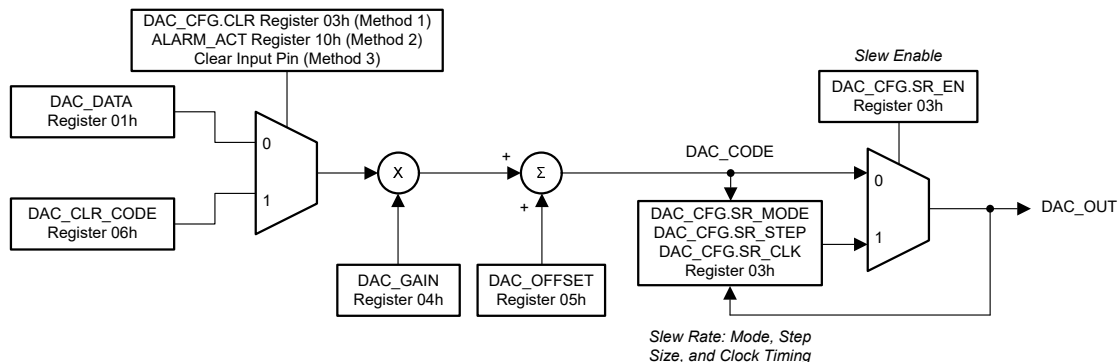 DAC_CFG.CLR Register 03h (Method 1)
ALARM_ACT Register 10h (Method 2)
Clear Input Pin (Method 3)
Slew Enable
DAC_CFG.SR_EN
Register 03h
DAC_DATA
Register 01h
0
1
DAC_CLR_CODE
Register 06h
X
+
Σ
+
DAC_GAIN
Register 04h
DAC_OFFSET
Register 05h
DAC_CODE
DAC_CFG.SR_MODE
DAC_CFG.SR_STEP
DAC_CFG.SR_CLK
Register 03h
0
1
DAC_OUT
Slew Rate: Mode, Step
Size, and Clock Timing